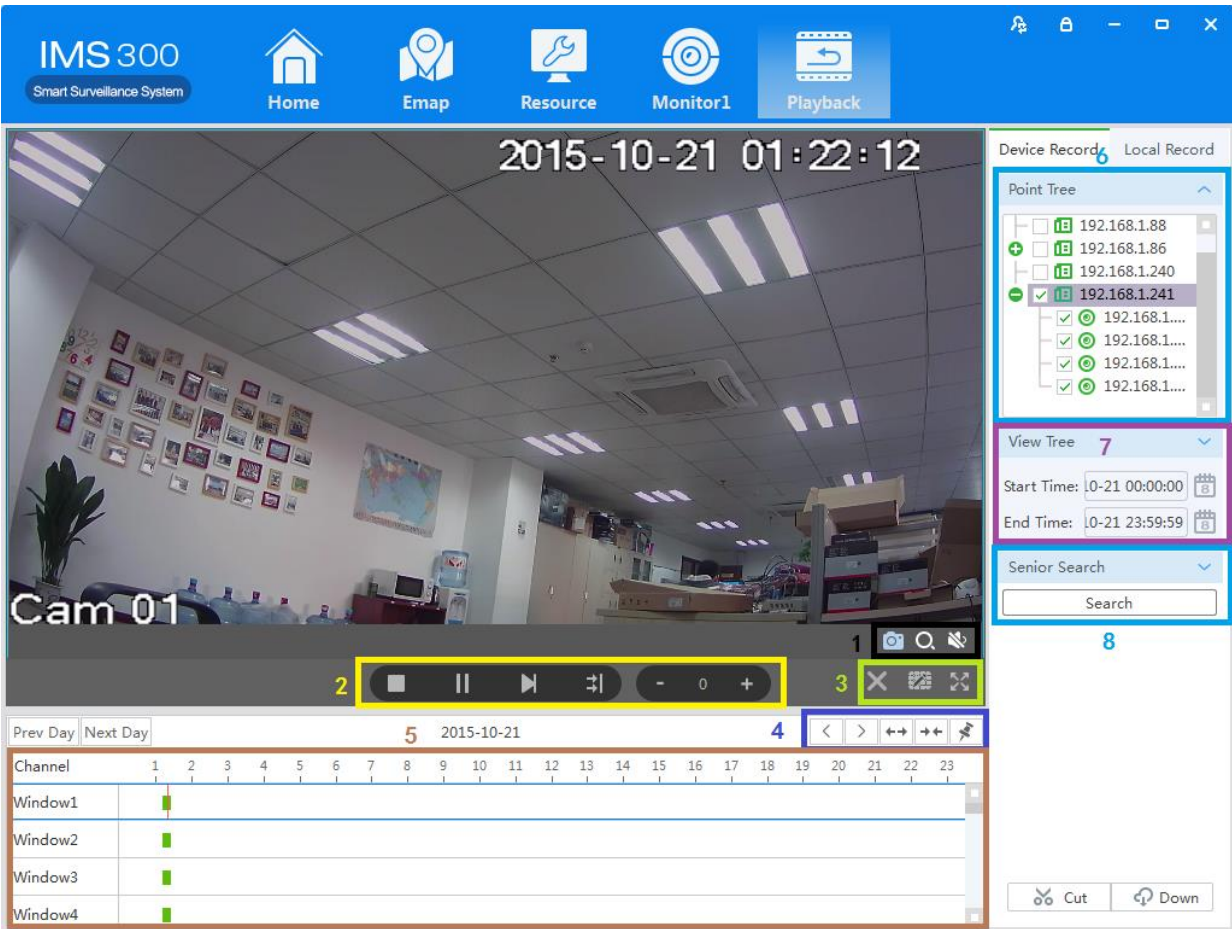 IMS 300
Smart Surveillance System
Home
Emap
Resource
Monitor1
Playback
2015-10-21 01:22:12
Cam 01
1
2
0
3
Device Record
6
Local Record
Point Tree
192.168.1.88
192.168.1.86
192.168.1.240
192.168.1.241
192.168.1....
192.168.1....
192.168.1....
192.168.1....
View Tree
7
Start Time: 10-21 00:00:00
8
End Time: 10-21 23:59:59
8
Senior Search
Search
8
Prev Day Next Day
5
2015-10-21
4
Channel 1 2 3 4 5 6 7 8 9 10 11 12 13 14 15 16 17 18 19 20 21 22 23
Window1
Window2
Window3
Window4
Cut
Down